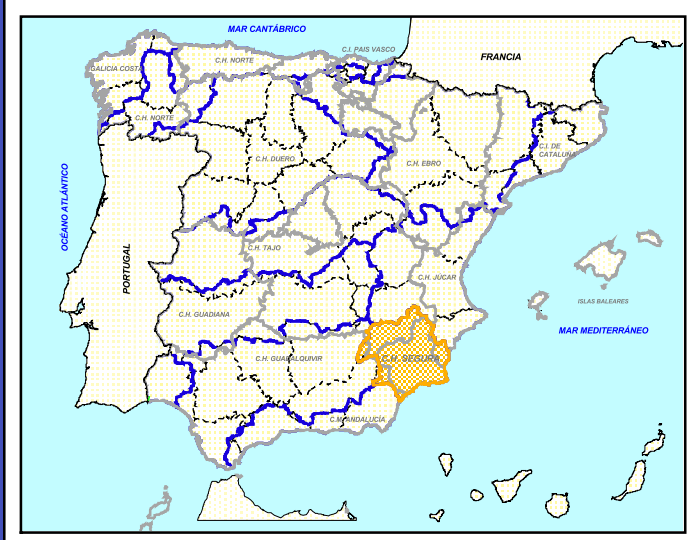 MAR CANTÁBRICO
C.I. PAIS VASCO
C.H. NORTE
FRANCIA
GALICIA COSTA
C.H. NORTE
C.I. DE
CATALUÑA
C.H. DUERO
C.H. EBRO
OCÉANO ATLÁNTICO
PORTUGAL
C.H. TAJO
C.H. JÚCAR
ISLAS BALEARES
C.H. GUADIANA
MAR MEDITERRÁNEO
C.H. GUADALQUIVIR
C.H. SEGURA
C.M. ANDALUCÍA